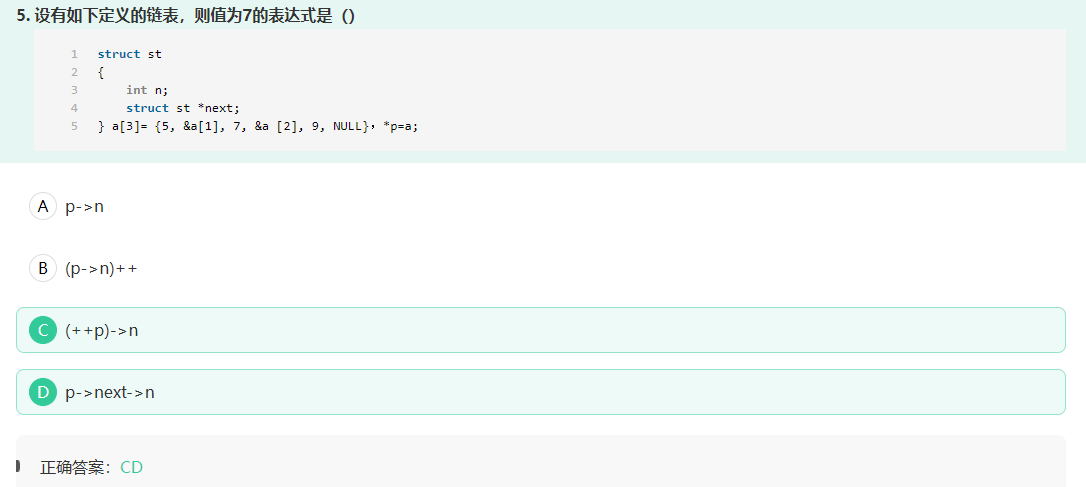 5. 设有如下定义的链表，则值为7的表达式是（）
1 struct st
2 {
3 int n;
4 struct st *next;
5 } a[3]= {5, &a[1], 7, &a [2], 9, NULL}，*p=a;
A p->n
B (p->n)++
C (++p)->n
D p->next->n
正确答案：CD